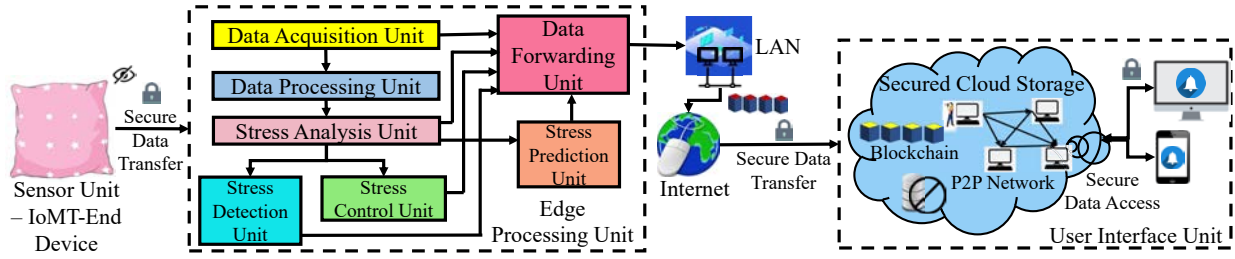 Secure
Data
Transfer
Sensor Unit
– IoMT-End
Device
Data Acquisition Unit
Data Processing Unit
Stress Analysis Unit
Stress
Detection
Unit
Stress
Control Unit
Data
Forwarding
Unit
Stress
Prediction
Unit
Edge
Processing Unit
LAN
Internet
Secure Data
Transfer
Secured Cloud Storage
Blockchain
P2P Network
Secure
Data Access
User Interface Unit